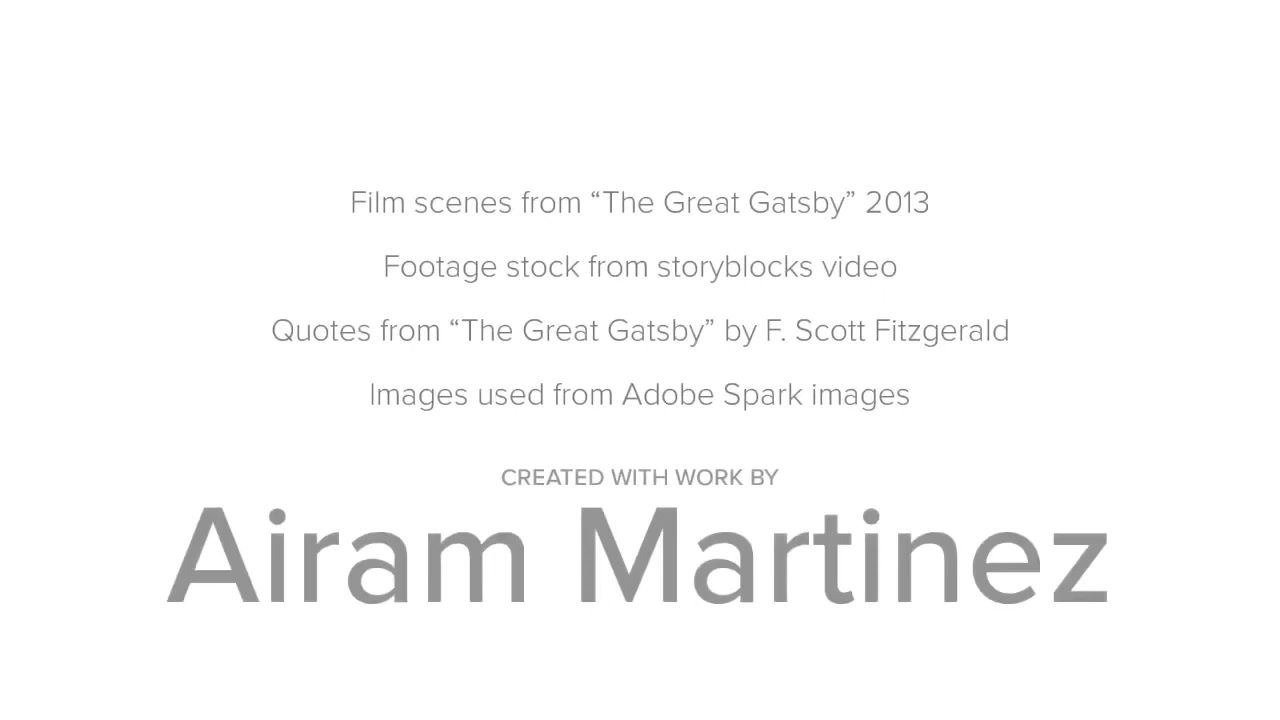 Film scenes from “The Great Gatsby” 2013
Footage stock from storyblocks video
Quotes from “The Great Gatsby” by F. Scott Fitzgerald
Images used from Adobe Spark images
CREATED WITH WORK BY
Airam Martinez